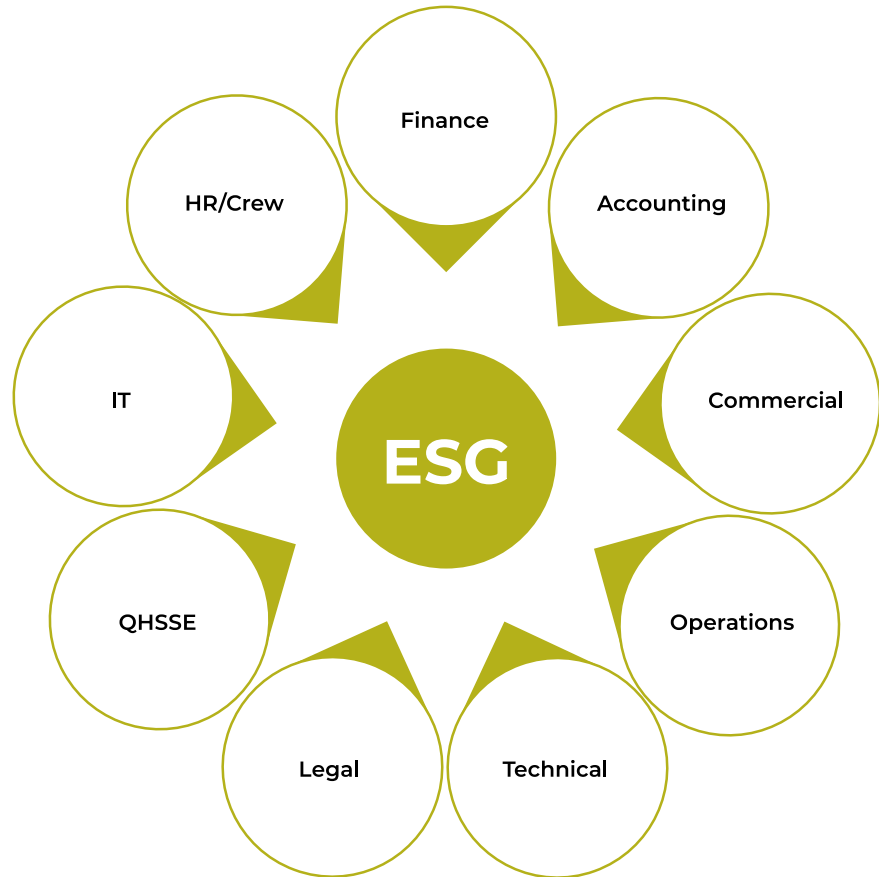 Finance
Accounting
Commercial
Operations
Technical
Legal
QHSSE
IT
HR/Crew
ESG